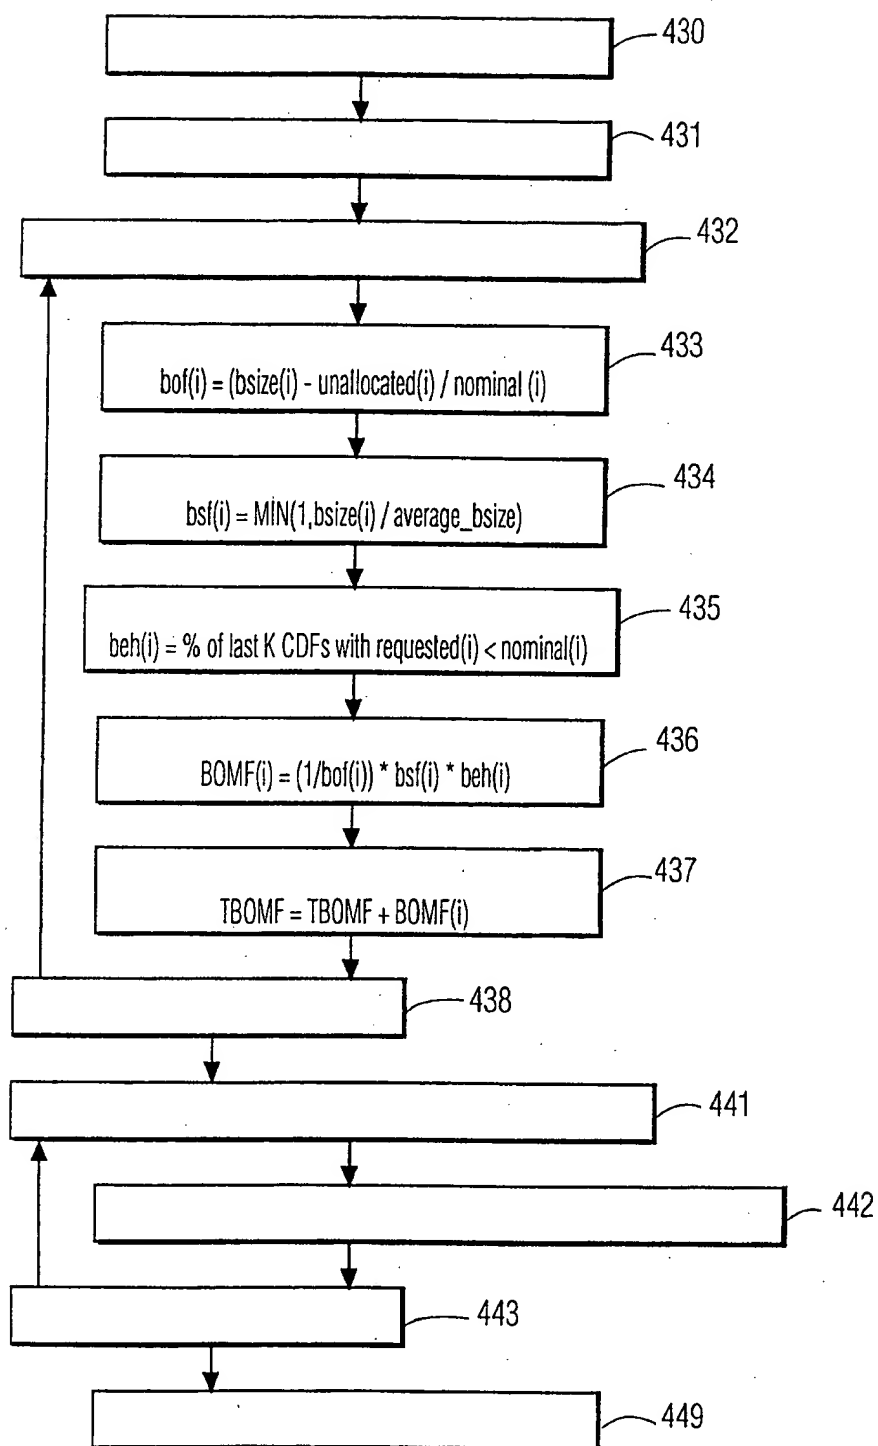 430
431
432
433
bof(i) = (bsize(i) - unallocated(i) / nominal (i)
434
bsf(i) = MIN(1,bsize(i) / average_bsize)
435
beh(i) = % of last K CDFs with requested(i) < nominal(i)
436
BOMF(i) = (1/bof(i)) * bsf(i) * beh(i)
437
TBOMF = TBOMF + BOMF(i)
438
441
442
443
449